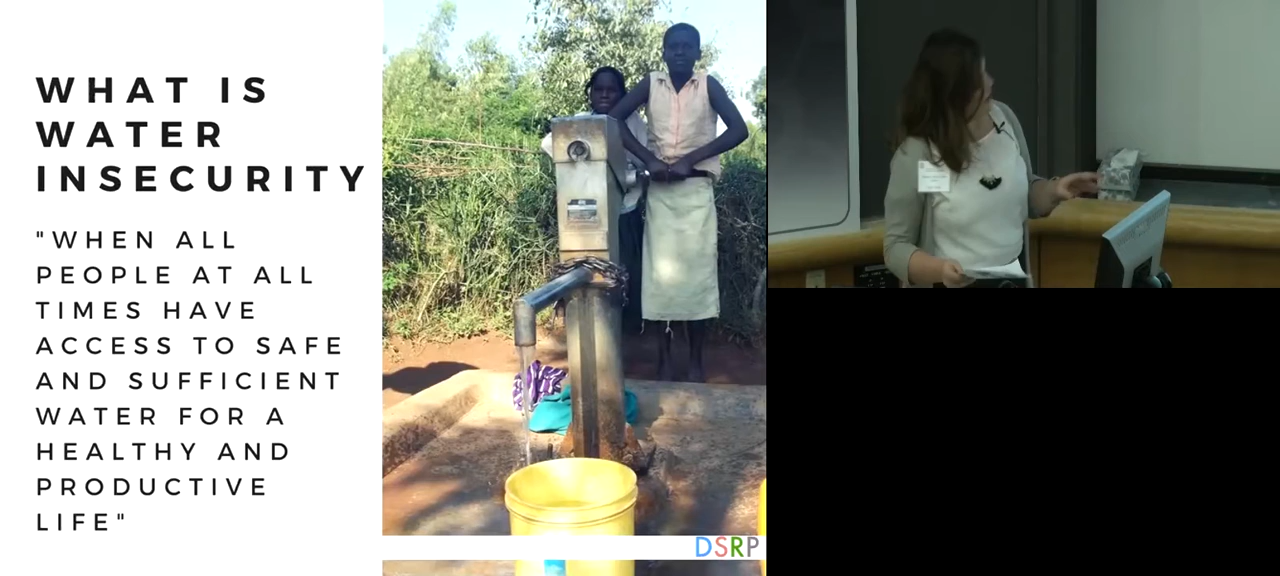 WHAT IS
WATER
INSECURITY
"WHEN ALL
PEOPLE AT ALL
TIMES HAVE
ACCESS TO SAFE
AND SUFFICIENT
WATER FOR A
HEALTHY AND
PRODUCTIVE
LIFE"
DSRP